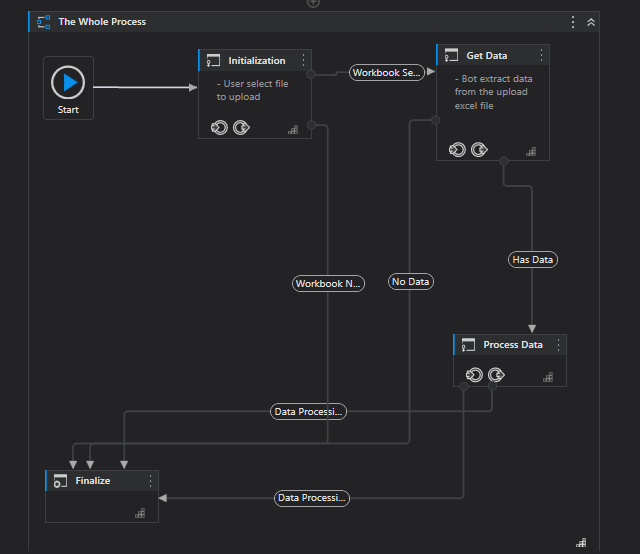 The Whole Process
Initialization
- User select file
to upload
Workbook Se...
Get Data
- Bot extract data
from the upload
excel file
Start
Has Data
Workbook N...
No Data
Process Data
Data Processi...
Finalize
Data Processi...